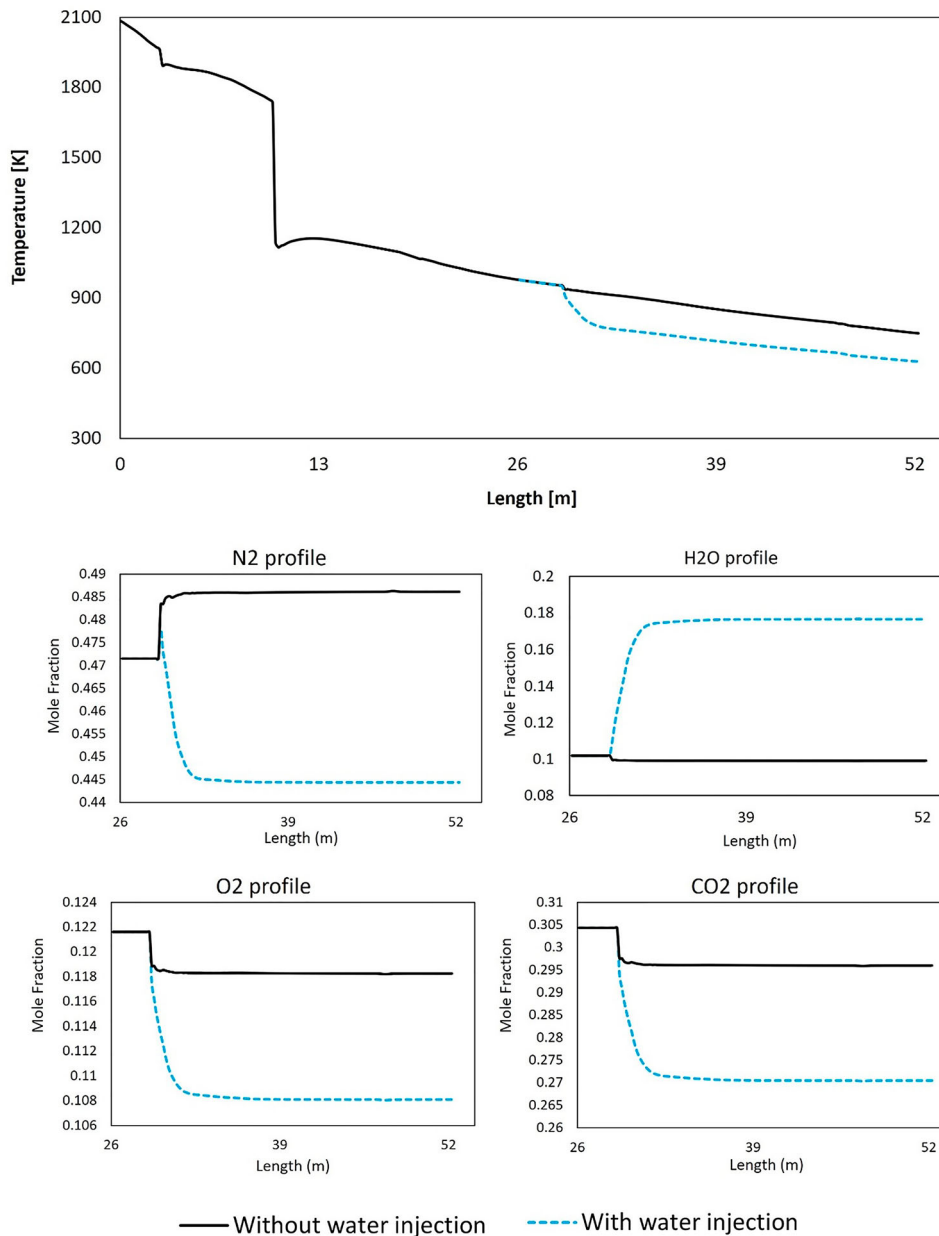 2100
1800
1500
1200
900
600
300
Temperature [K]
0 13 26 39 52
Length [m]
N2 profile
0.49
0.485
0.48
0.475
0.47
0.465
0.46
0.455
0.45
0.445
0.44
Mole Fraction
26 39 52
Length (m)
H2O profile
0.2
0.18
0.16
0.14
0.12
0.1
0.08
Mole Fraction
26 39 52
Length (m)
O2 profile
0.124
0.122
0.12
0.118
0.116
0.114
0.112
0.11
0.108
0.106
Mole Fraction
26 39 52
Length (m)
CO2 profile
0.31
0.305
0.3
0.295
0.29
0.285
0.28
0.275
0.27
0.265
0.26
Mole Fraction
26 39 52
Length (m)
Without water injection With water injection